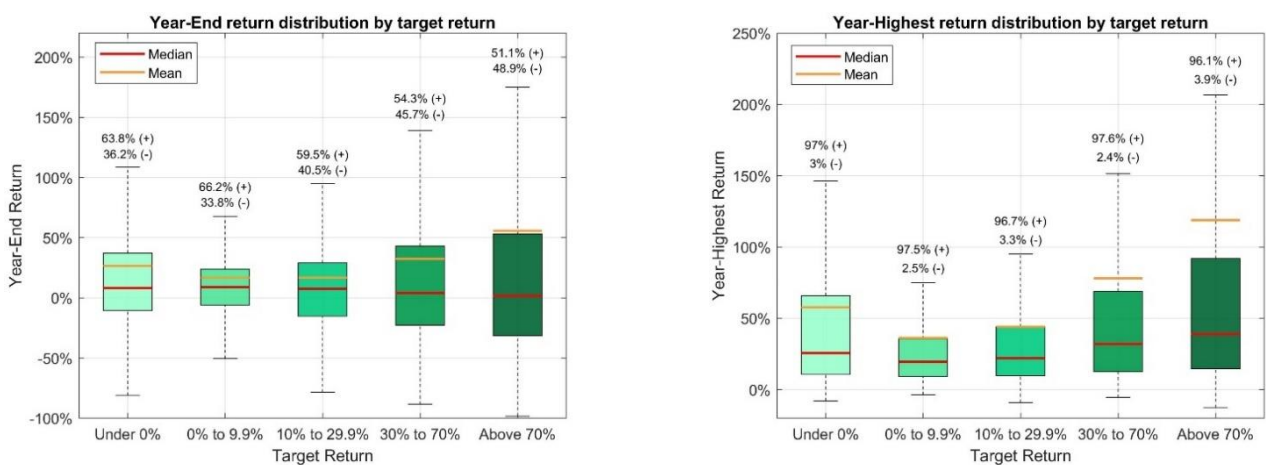 Year-End return distribution by target return
Median
Mean
200%
150%
100%
50%
0%
-50%
-100%
Year-End Return
63.8% (+)
36.2% (-)
66.2% (+)
33.8% (-)
59.5% (+)
40.5% (-)
54.3% (+)
45.7% (-)
51.1% (+)
48.9% (-)
Under 0%
0% to 9.9%
10% to 29.9%
30% to 70%
Above 70%
Target Return
Year-Highest return distribution by target return
Median
Mean
250%
200%
150%
100%
50%
0%
Year-Highest Return
97% (+)
3% (-)
97.5% (+)
2.5% (-)
96.7% (+)
3.3% (-)
97.6% (+)
2.4% (-)
96.1% (+)
3.9% (-)
Under 0%
0% to 9.9%
10% to 29.9%
30% to 70%
Above 70%
Target Return